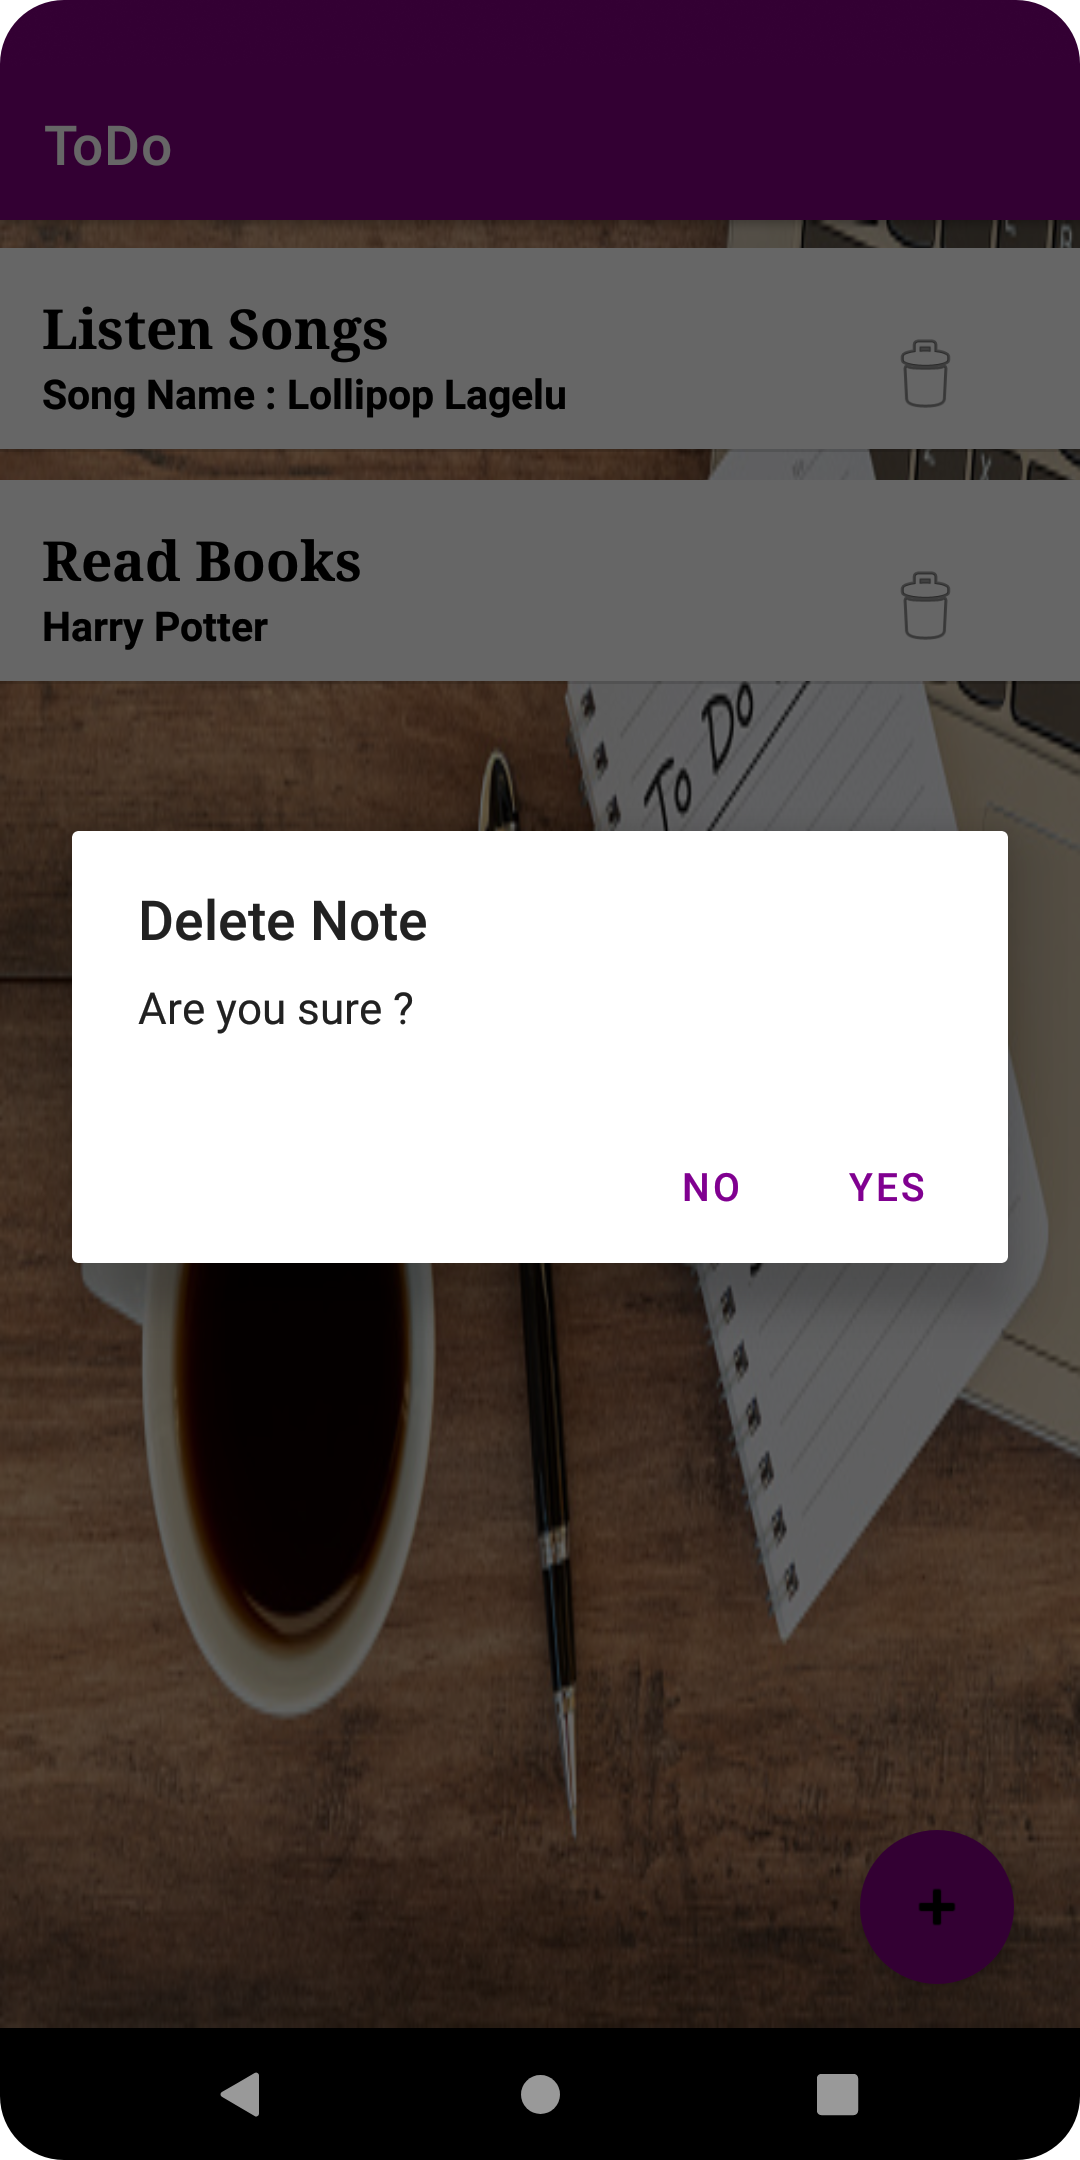 ToDo
Listen Songs
Song Name : Lollipop Lagelu
Read Books
Harry Potter
To Do
Delete Note
Are you sure ?
NO YES